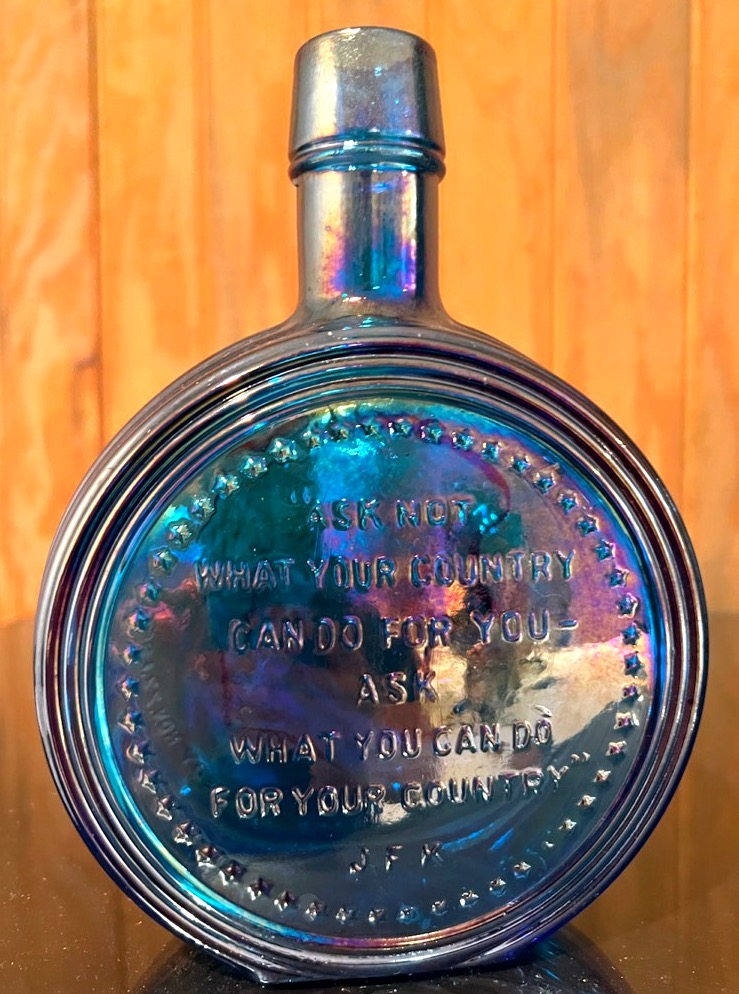 "ASK NOT
WHAT YOUR COUNTRY
CAN DO FOR YOU-
ASK
WHAT YOU CAN DO
FOR YOUR COUNTRY"
J F K